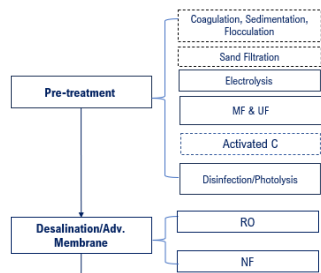 Coagulation, Sedimentation,
Flocculation
Sand Filtration
Electrolysis
Pre-treatment
MF & UF
Activated C
Disinfection/Photolysis
Desalination/Adv.
Membrane
RO
NF